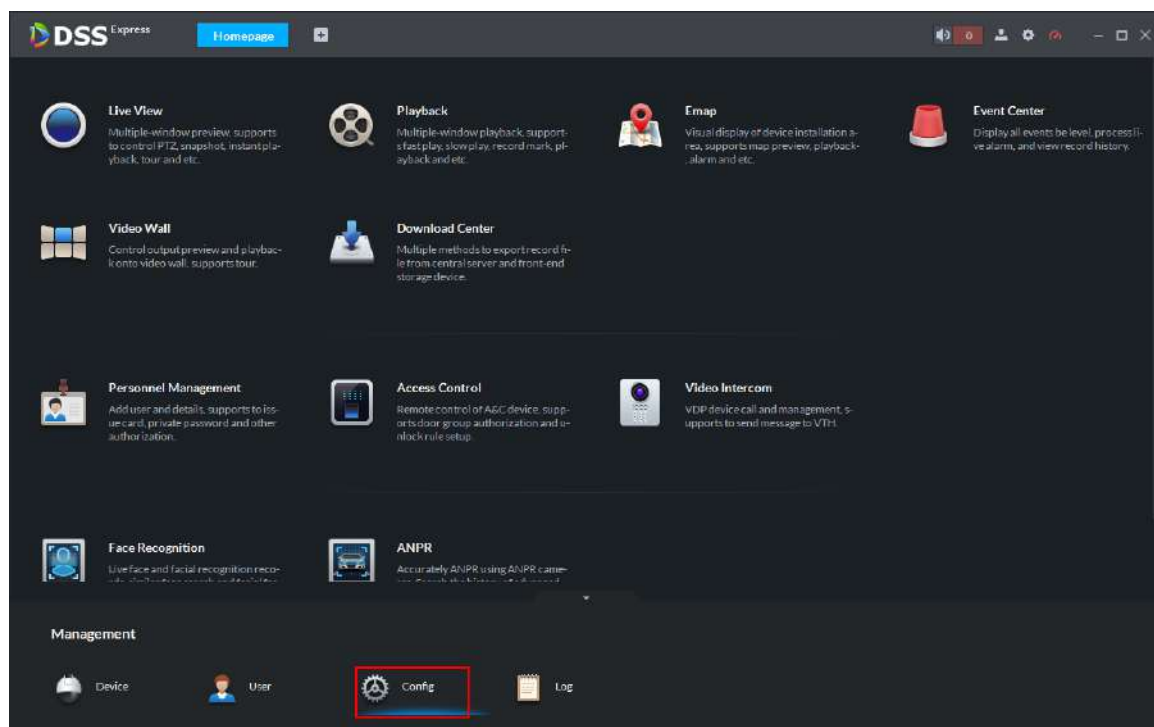 DSS Express
Homepage
0
Live View
Multiple-window preview, supports
to control PTZ, snapshot, instant pla-
yback, tour and etc.
Playback
Multiple-window playback, support-
s fast play, slow play, record mark, pl-
ayback and etc.
Emap
Visual display of device installation a-
rea, supports map preview, playback-
, alarm and etc.
Event Center
Display all events be level, process li-
ve alarm, and view record history.
Video Wall
Control output preview and playbac-
k onto video wall, supports tour.
Download Center
Multiple methods to export record fi-
le from central server and front-end
storage device.
Personnel Management
Add user and details, supports to iss-
ue card, private password and other
authorization.
Access Control
Remote control of A&C device, supp-
orts door group authorization and u-
nlock rule setup.
Video Intercom
VDP device call and management, s-
upports to send message to VTH.
Face Recognition
Live face and facial recognition reco-
ANPR
Accurately ANPR using ANPR came-
Management
Device
User
Config
Log